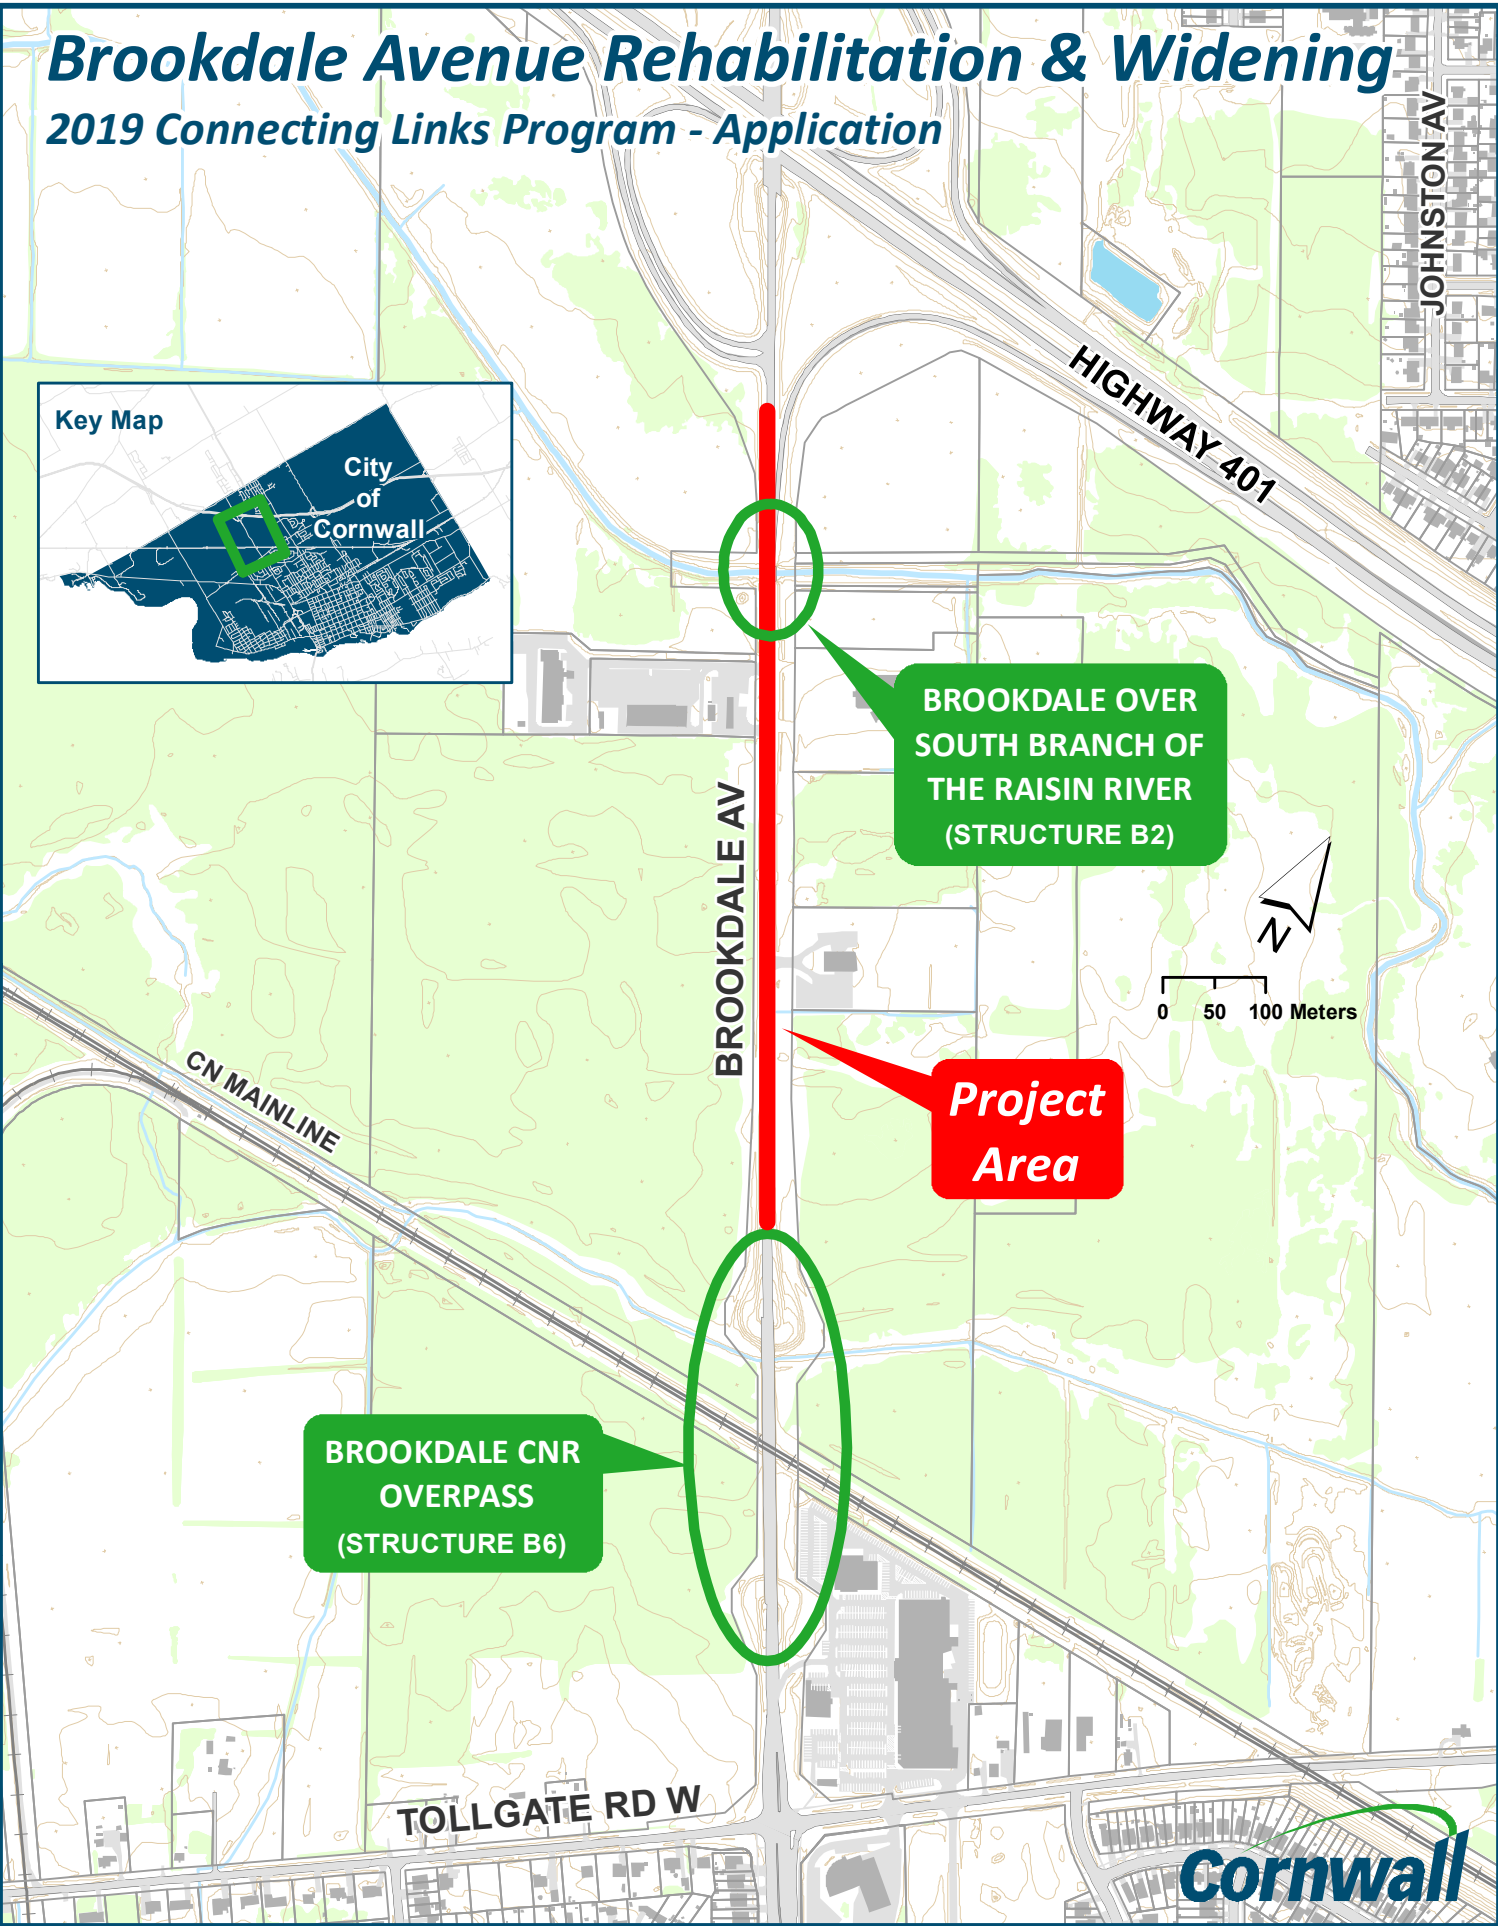 Brookdale Avenue Rehabilitation & Widening
2019 Connecting Links Program - Application
JOHNSTON AV
HIGHWAY 401
Key Map
City
of
Cornwall
BROOKDALE OVER
SOUTH BRANCH OF
THE RAISIN RIVER
(STRUCTURE B2)
BROOKDALE AV
N
0 50 100 Meters
CN MAINLINE
Project
Area
BROOKDALE CNR
OVERPASS
(STRUCTURE B6)
TOLLGATE RD W
Cornwall